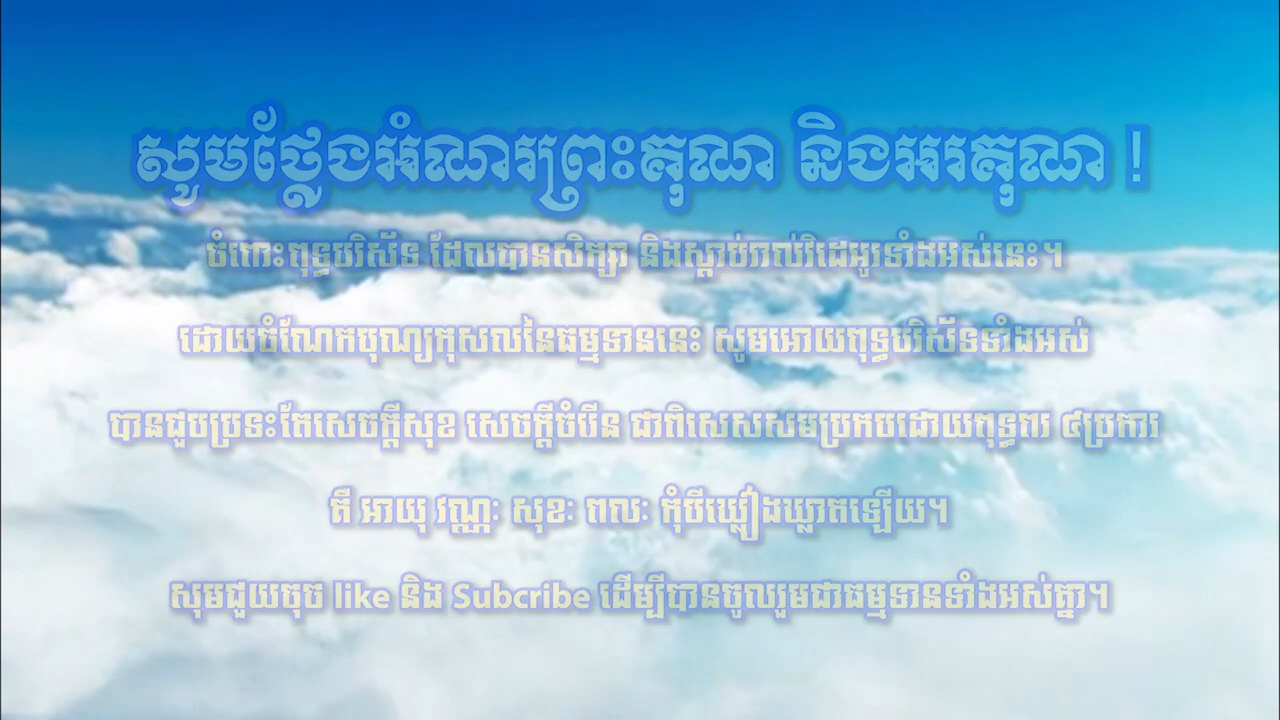 សូមថ្លែងអំណរព្រះគុណ និងអរគុណ !
ចំពោះពុទ្ធបរិស័ទ ដែលបានសិក្សា និងស្តាប់រាល់វិដេអូរទាំងអស់នេះ។
ដោយចំណែកបុណ្យកុសលនៃធម្មទាននេះ សូមអោយពុទ្ធបរិស័ទទាំងអស់
បានជួបប្រទះតែសេចក្តីសុខ សេចក្តីចំរើន ជាពិសេសសមប្រកបដោយពុទ្ធពរ ៤ប្រការ
គឺ អាយុ វណ្ណៈ សុខៈ ពលៈ កុំបីឃ្លៀងឃ្លាតឡើយ។
សុមជួយចុច like និង Subcribe ដើម្បីបានចូលរួមជាធម្មទានទាំងអស់គ្នា។